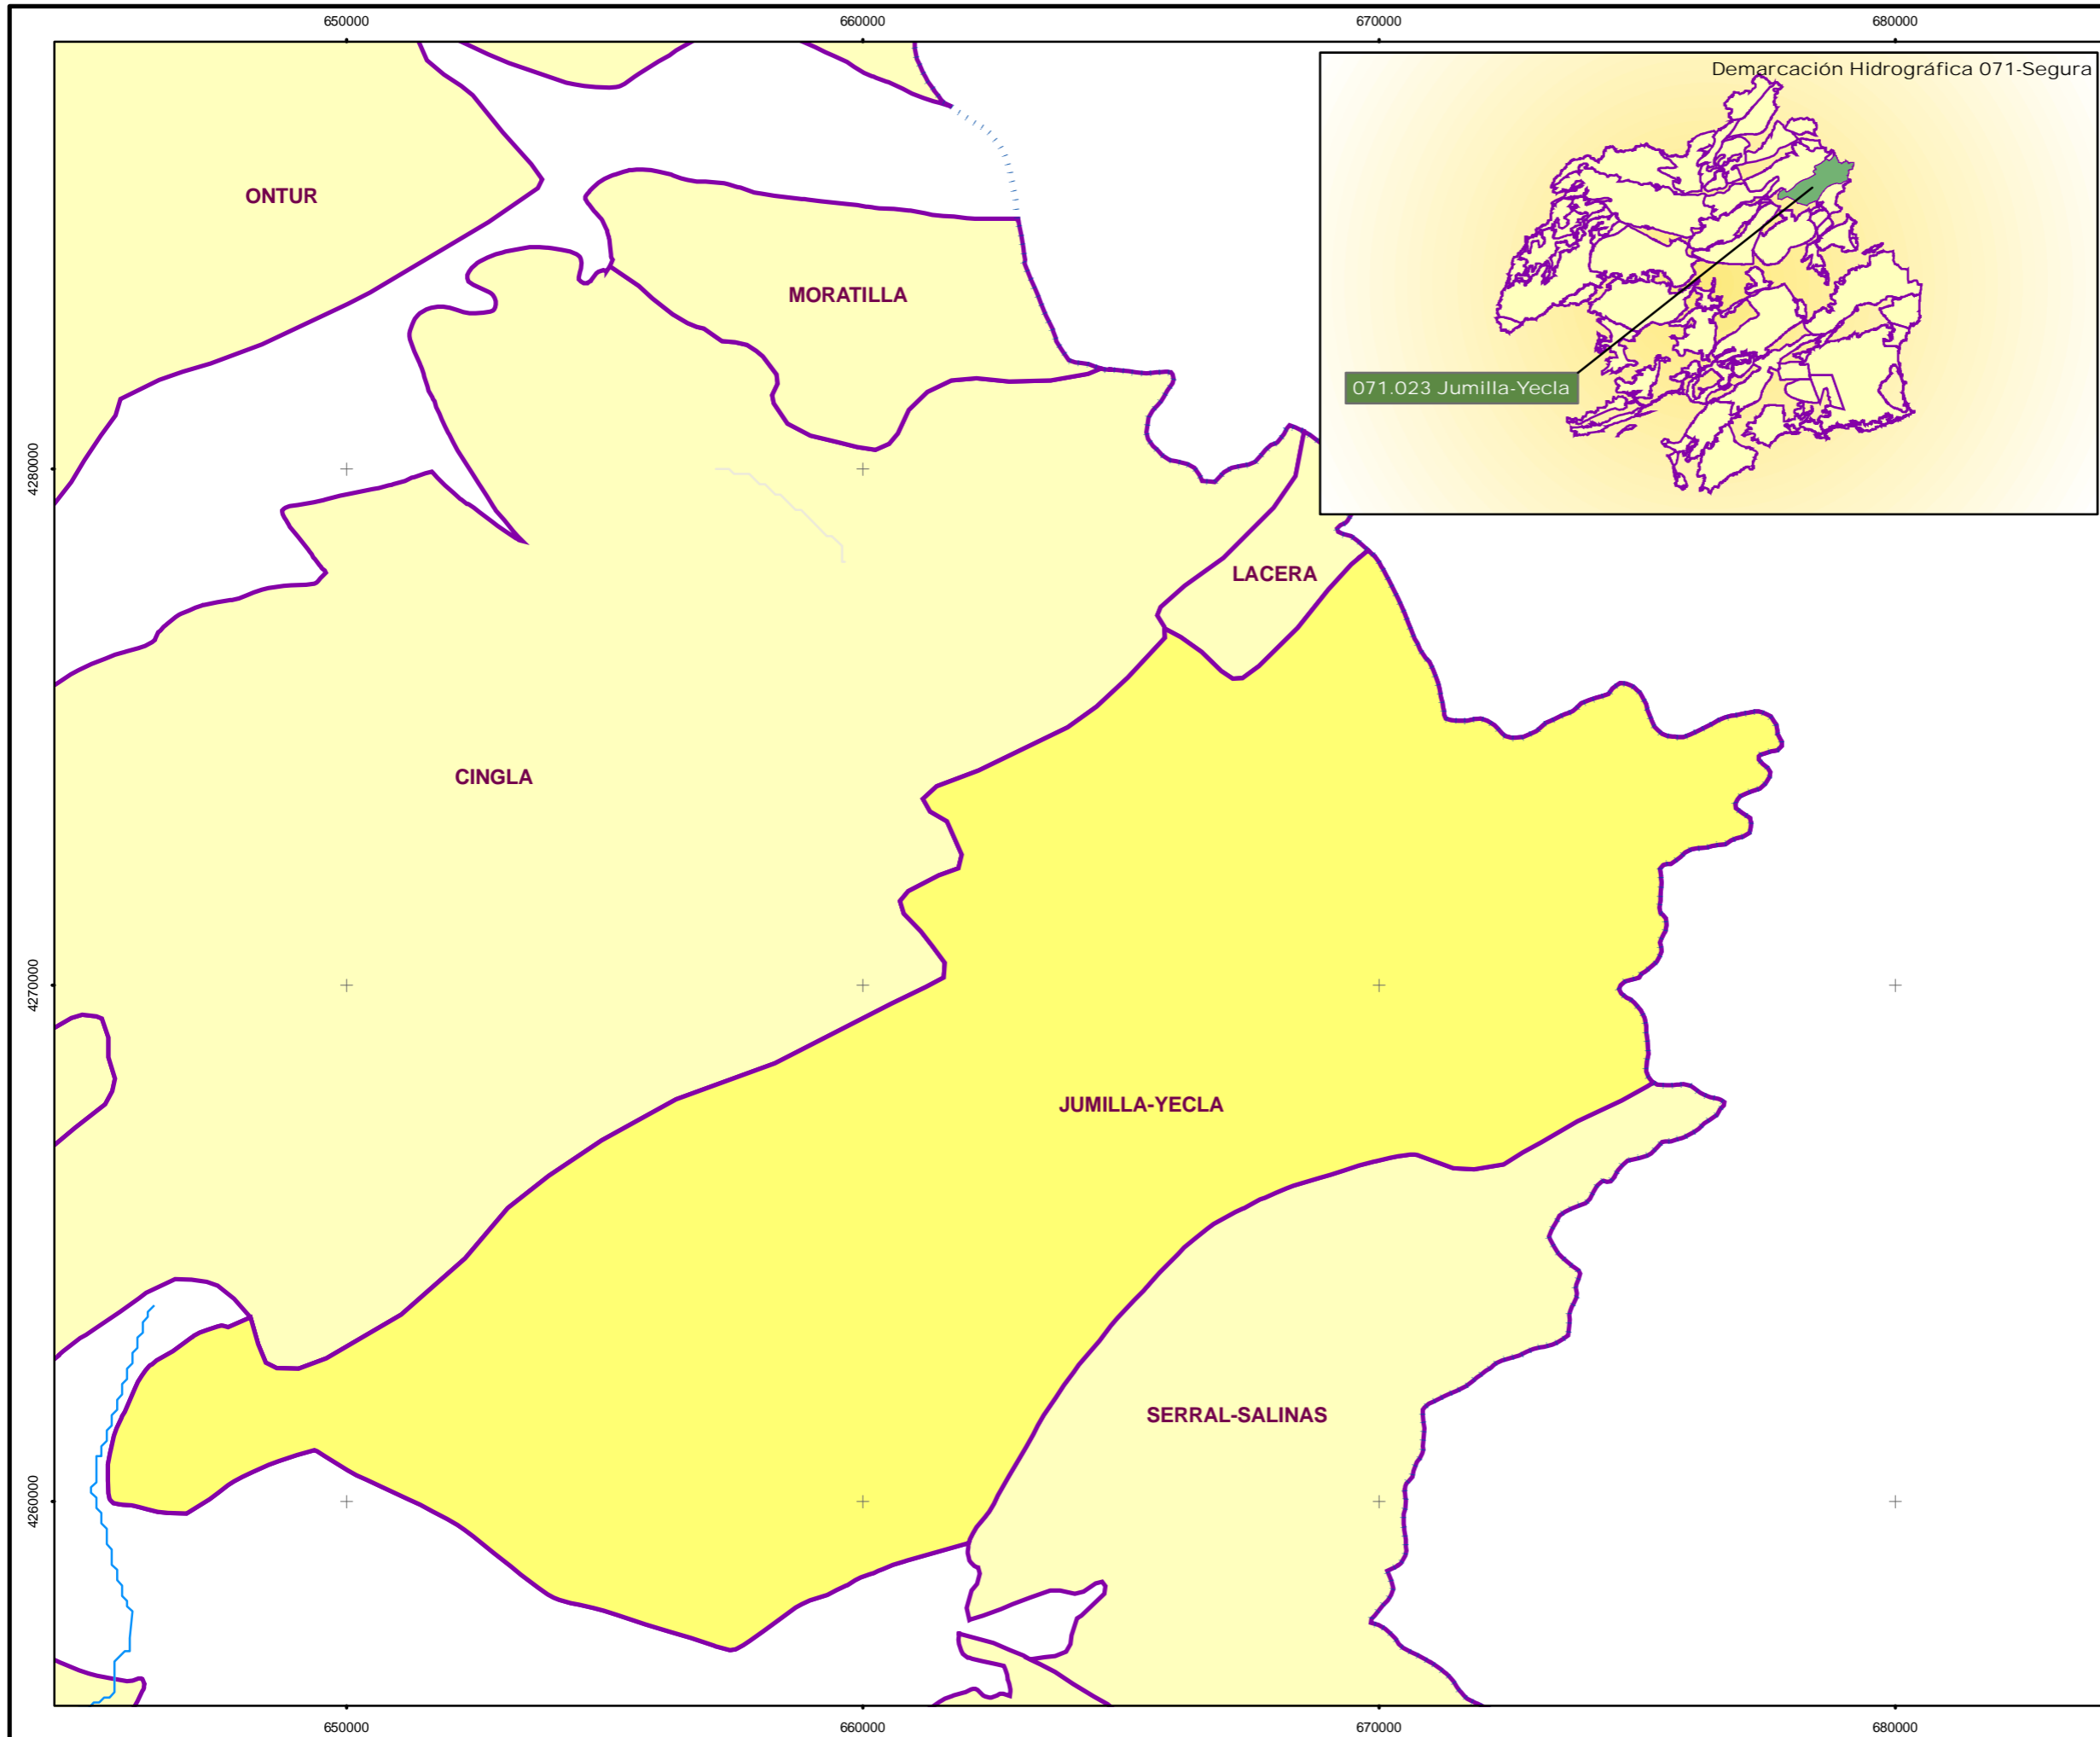 650000
660000
670000
680000
Demarcación Hidrográfica 071-Segura
ONTUR
MORATILLA
071.023 Jumilla-Yecla
4280000
LACERA
CINGLA
4270000
JUMILLA-YECLA
SERRAL-SALINAS
4260000
650000
660000
670000
680000